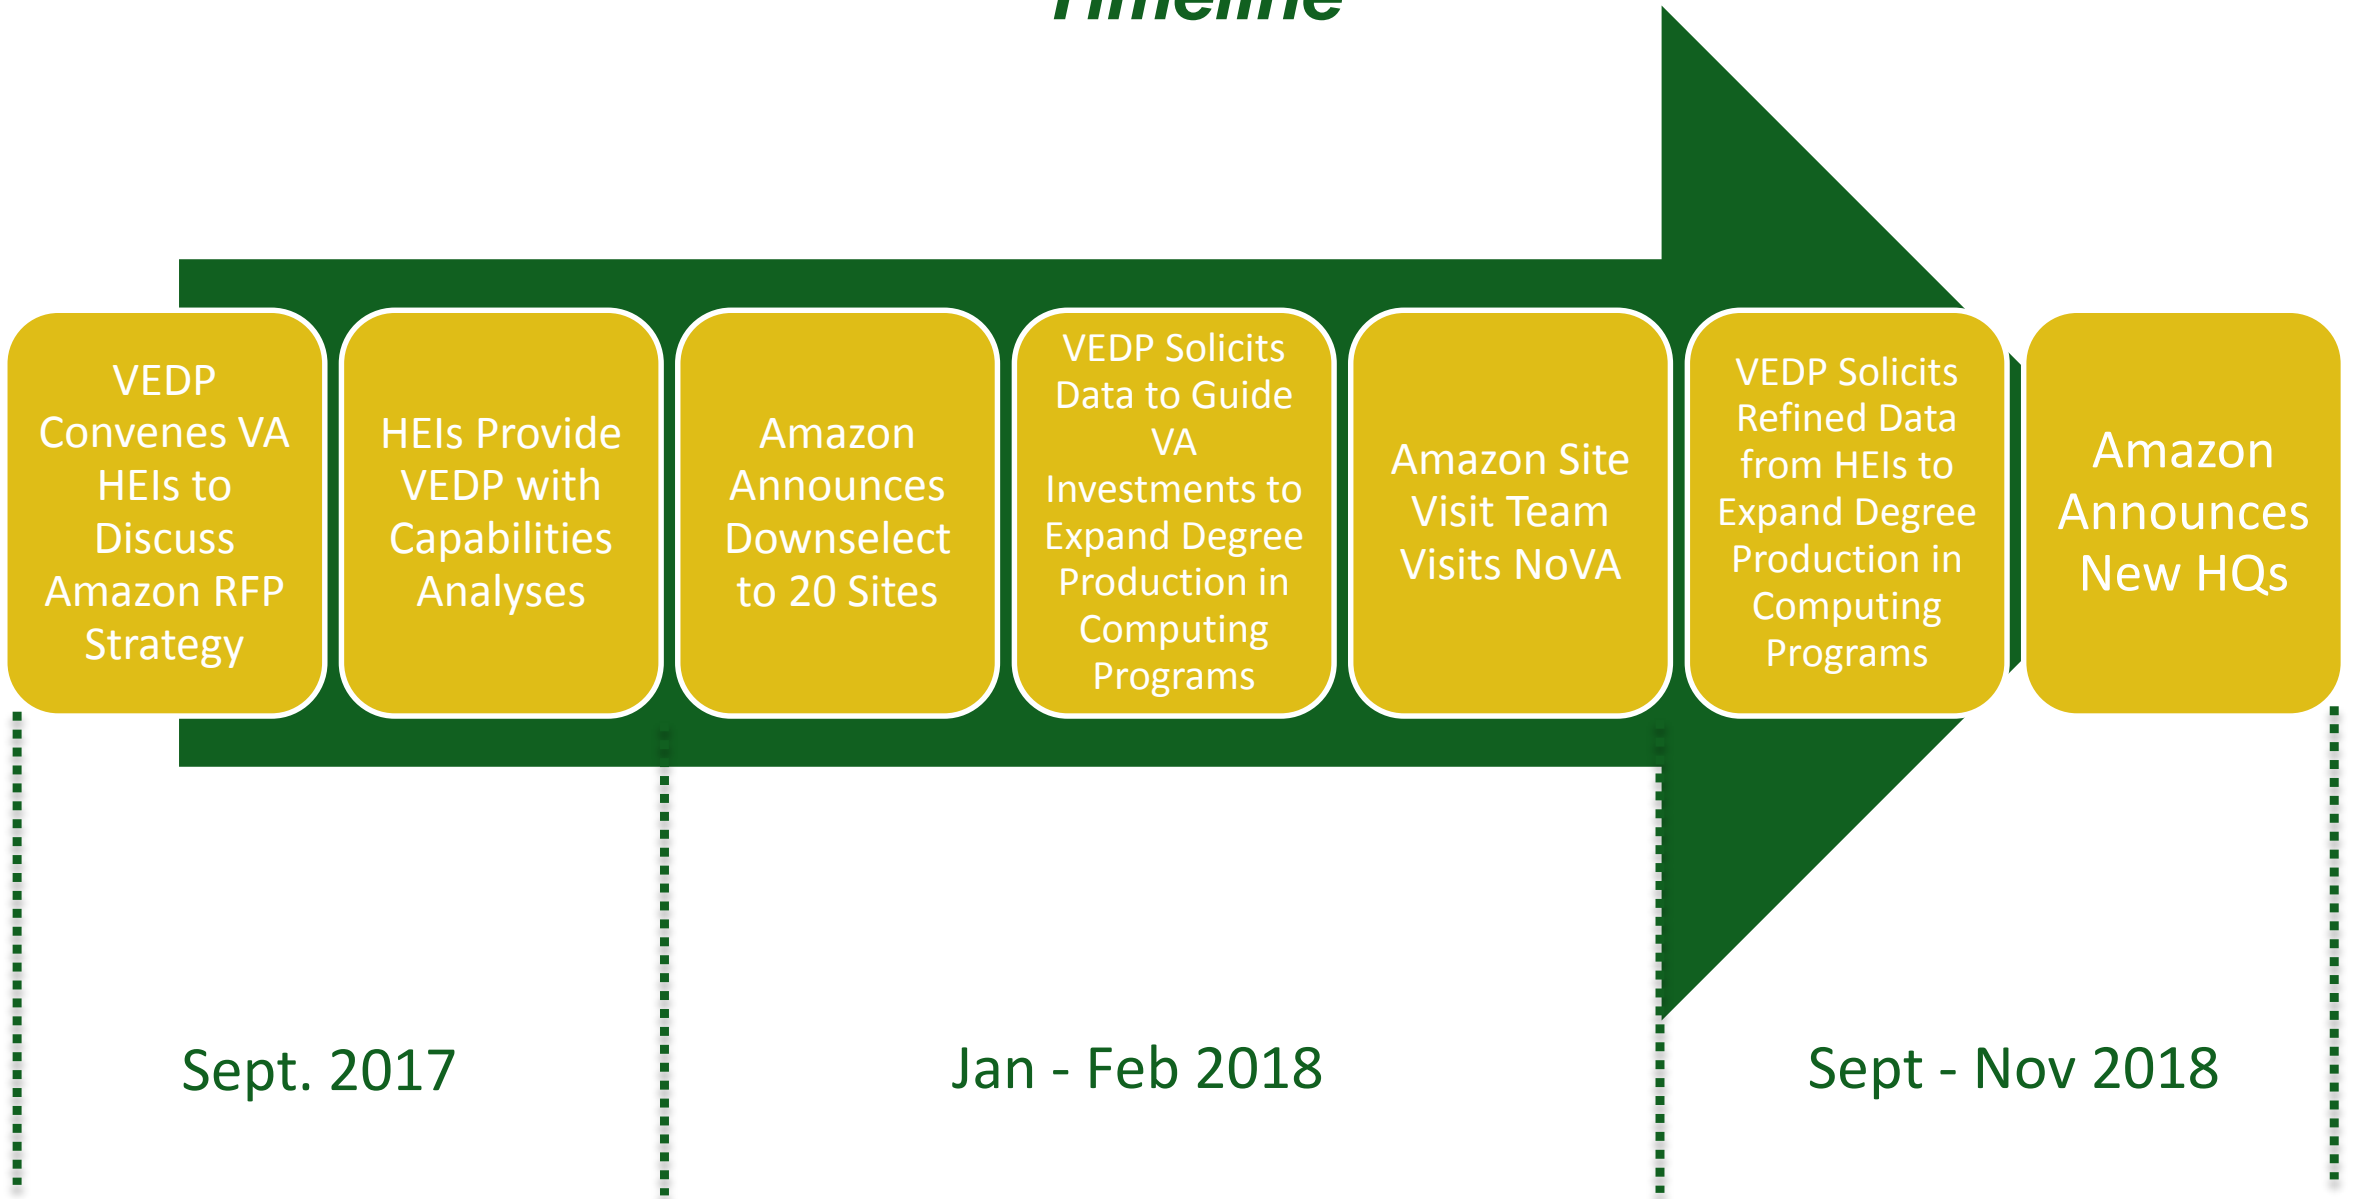 Timeline
VEDP
Convenes VA
HEIs to
Discuss
Amazon RFP
Strategy
HEIs Provide
VEDP with
Capabilities
Analyses
Amazon
Announces
Downselect
to 20 Sites
VEDP Solicits
Data to Guide
VA
Investments to
Expand Degree
Production in
Computing
Programs
Amazon Site
Visit Team
Visits NoVA
VEDP Solicits
Refined Data
from HEIs to
Expand Degree
Production in
Computing
Programs
Amazon
Announces
New HQs
Sept. 2017
Jan - Feb 2018
Sept - Nov 2018